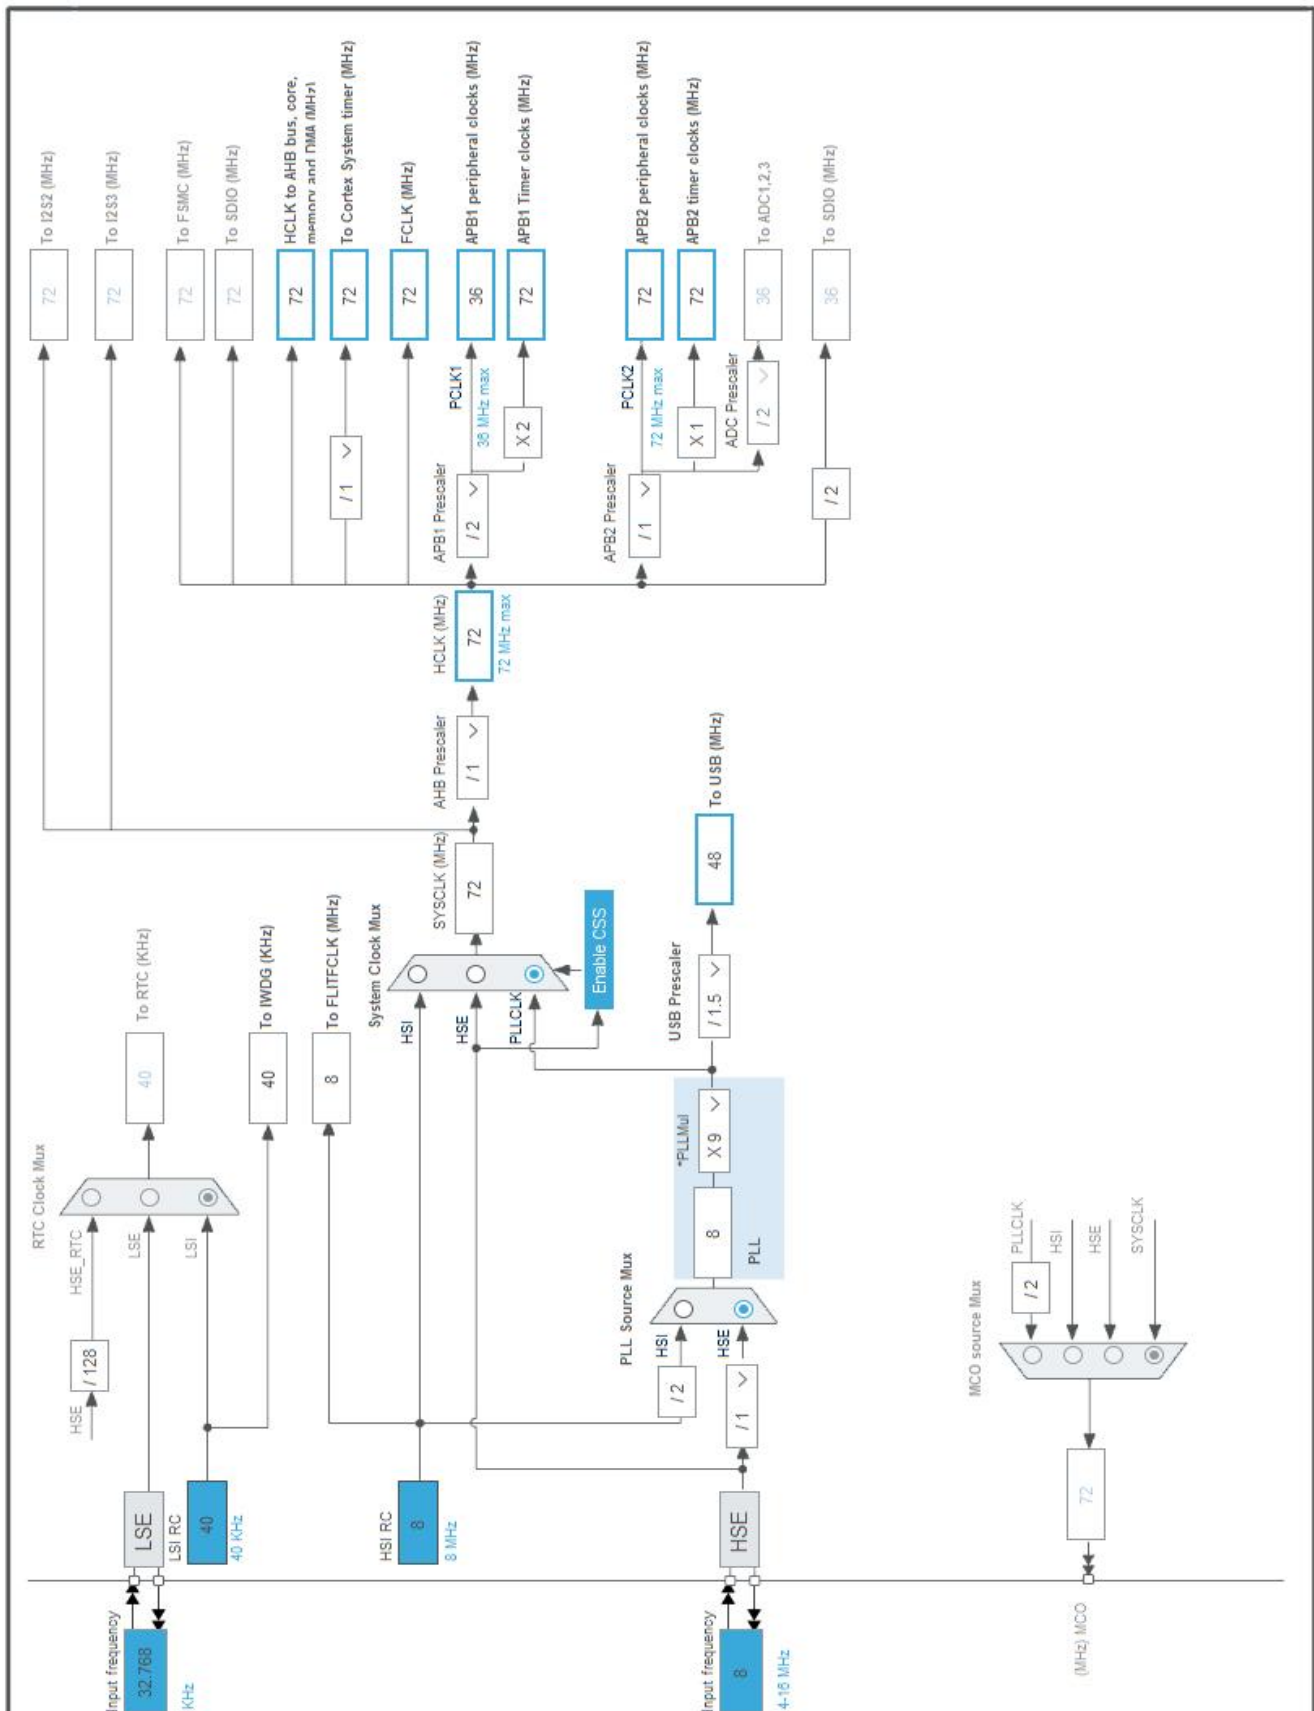 Input frequency
32.768
KHz
LSE
LSI RC
40
40 KHz
HSE
/ 128
HSE_RTC
LSE
LSI
RTC Clock Mux
40
To RTC (KHz)
40
To IWDG (KHz)
8
To FLITFCLK (MHz)
HSI RC
8
8 MHz
Input frequency
8
4-16 MHz
HSE
/ 1
/ 2
HSI
HSE
PLL Source Mux
8
PLL
*PLLMul
X 9
USB Prescaler
/ 1.5
48
To USB (MHz)
System Clock Mux
HSI
HSE
PLLCLK
Enable CSS
SYSCLK (MHz)
72
AHB Prescaler
/ 1
HCLK (MHz)
72
72 MHz max
APB1 Prescaler
/ 2
PCLK1
36 MHz max
X 2
/ 1
APB2 Prescaler
/ 1
PCLK2
72 MHz max
X 1
ADC Prescaler
/ 2
/ 2
72
To I2S2 (MHz)
72
To I2S3 (MHz)
72
To FSMC (MHz)
72
To SDIO (MHz)
72
HCLK to AHB bus, core,
memory and DMA (MHz)
72
To Cortex System timer (MHz)
72
FCLK (MHz)
36
APB1 peripheral clocks (MHz)
72
APB1 Timer clocks (MHz)
72
APB2 peripheral clocks (MHz)
72
APB2 timer clocks (MHz)
36
To ADC1,2,3
36
To SDIO (MHz)
(MHz) MCO
72
MCO source Mux
/ 2
PLLCLK
HSI
HSE
SYSCLK